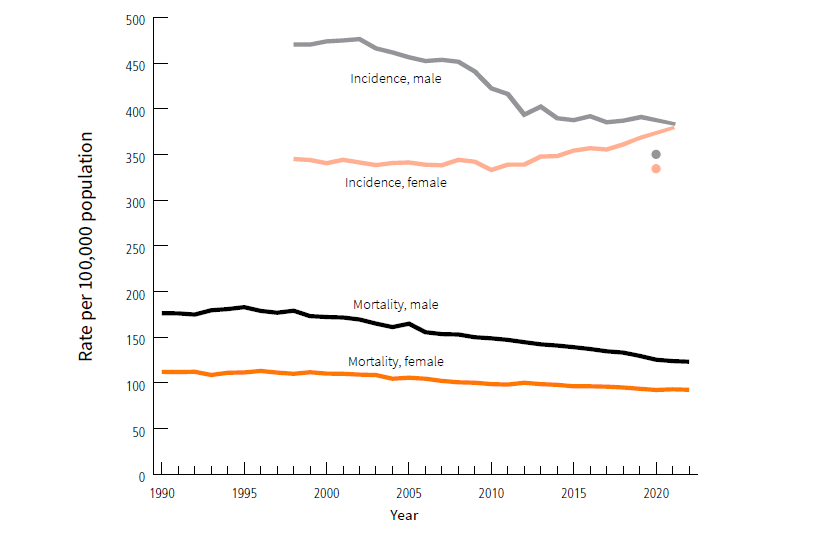 500
450
Incidence, male
400
350
Incidence, female
300
250
200
Mortality, male
150
Mortality, female
100
50
0
Rate per 100,000 population
1990 1995 2000 2005 2010 2015 2020
Year